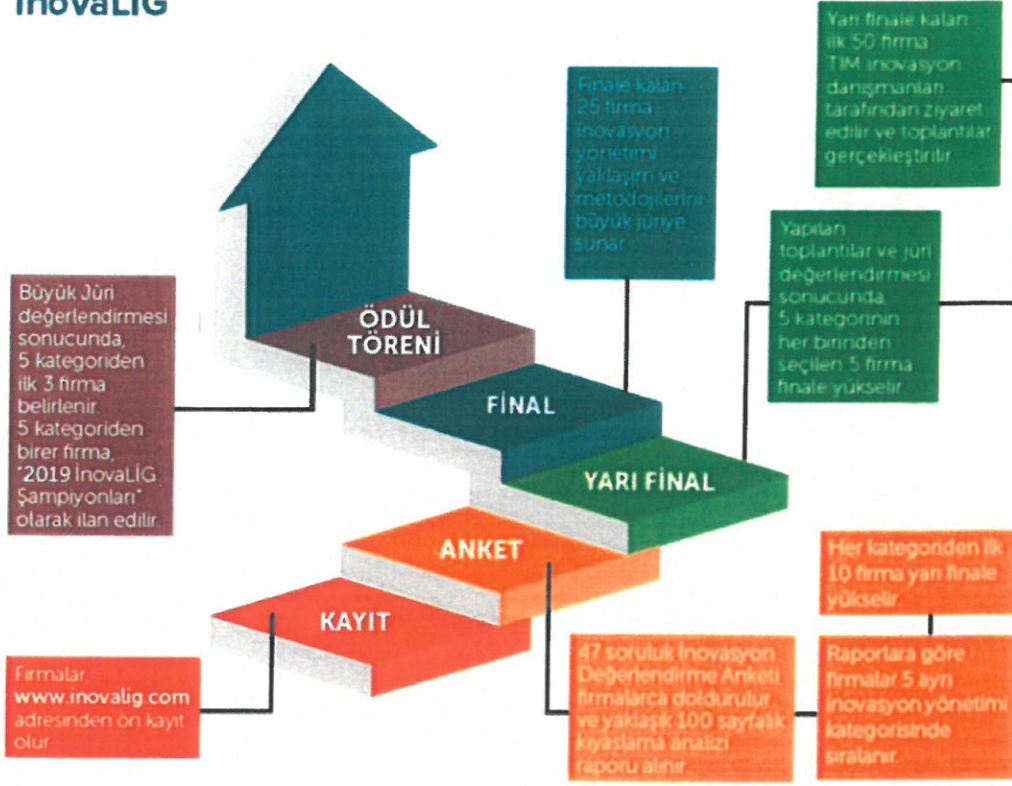 İnovaLİG
Yarı finale kalan
ilk 50 firma
TİM inovasyon
danışmanları
tarafından ziyaret
edilir ve toplantılar
gerçekleştirilir.
Finale kalan
25 firma
inovasyon
yönetimi
yaklaşım ve
metodojilerini
büyük jüriye
sunar.
Yapılan
toplantılar ve jüri
değerlendirmesi
sonucunda,
5 kategorinin
her birinden
seçilen 5 firma
finale yükselir
Büyük Jüri
değerlendirmesi
sonucunda,
5 kategoriden
ilk 3 firma
belirlenir.
5 kategoriden
birer firma,
"2019 İnovaLİG
Şampiyonları"
olarak ilan edilir.
ÖDÜL
TÖRENİ
FİNAL
YARI FİNAL
ANKET
KAYIT
Firmalar,
www.inovalig.com
adresinden ön kayıt
olur
47 soruluk İnovasyon
Değerlendirme Anketi
firmalarca doldurulur
ve yaklaşık 100 sayfalık
kıyaslama analizi
raporu alınır.
Raporlara göre
firmalar 5 ayrı
inovasyon yönetimi
kategorisinde
sıralanır.
Her kategoriden ilk
10 firma yarı finale
yükselir.